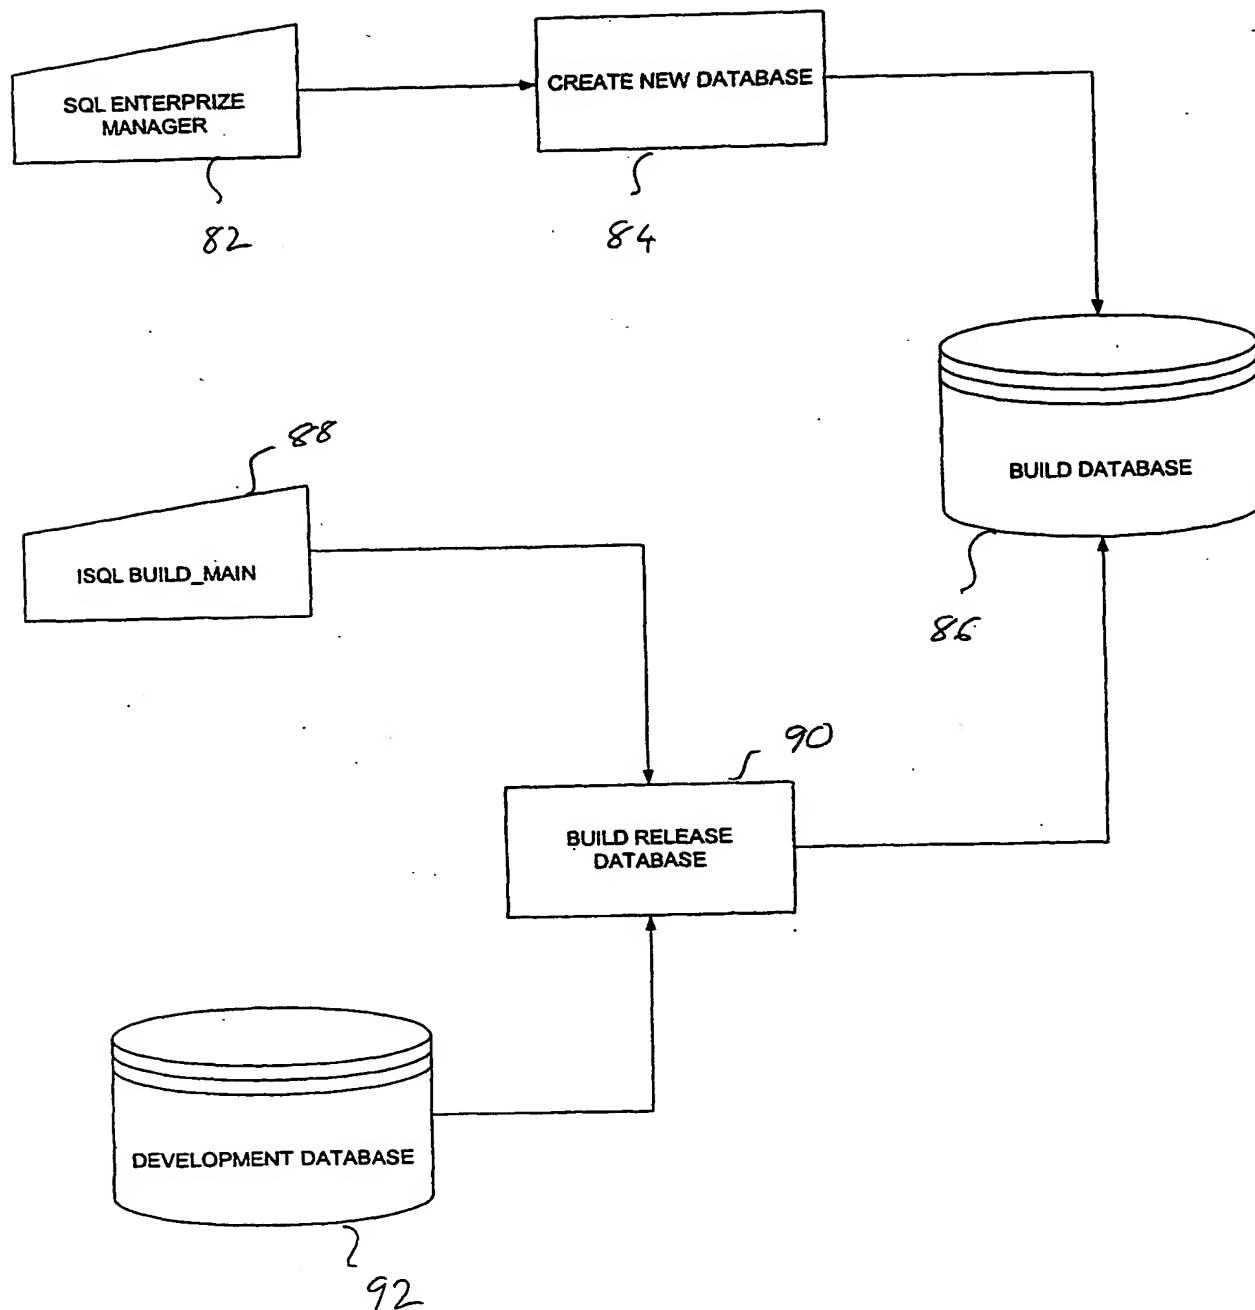 SQL ENTERPRIZE
MANAGER
CREATE NEW DATABASE
82
84
BUILD DATABASE
88
ISQL BUILD_MAIN
86
90
BUILD RELEASE
DATABASE
DEVELOPMENT DATABASE
92